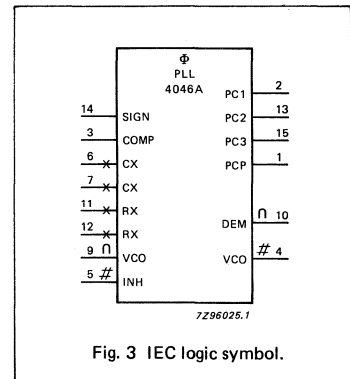 Φ
PLL
4046A
14 SIGN
3 COMP
6 CX
7 CX
11 RX
12 RX
9 ∩ VCO
5 # INH
PC1 2
PC2 13
PC3 15
PCP 1
DEM ∩ 10
VCO # 4
7Z96025.1
Fig. 3 IEC logic symbol.